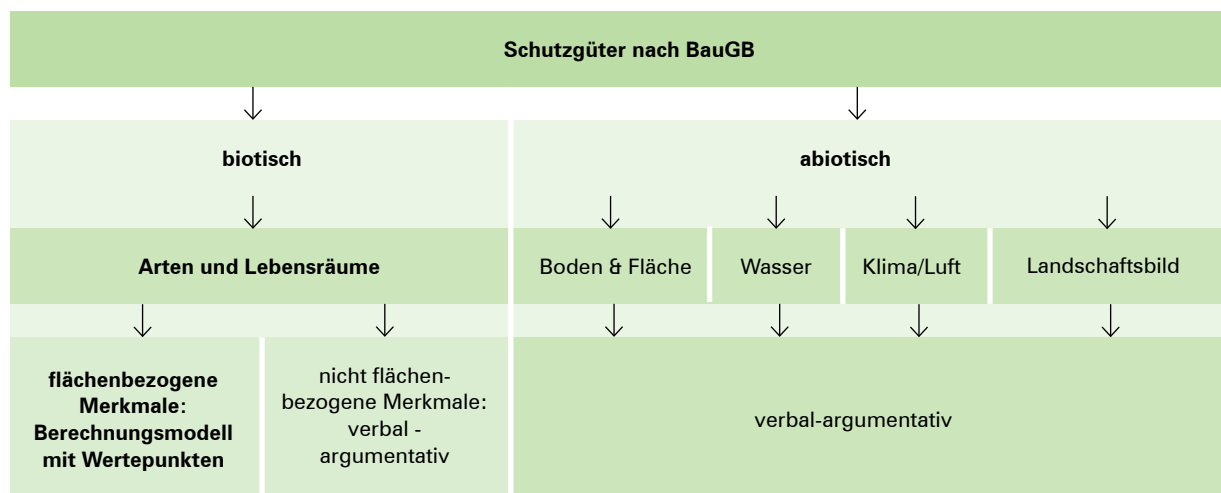 Schutzgüter nach BauGB
biotisch
abiotisch
Arten und Lebensräume
Boden & Fläche
Wasser
Klima/Luft
Landschaftsbild
flächenbezogene
Merkmale:
Berechnungsmodell
mit Wertepunkten
nicht flächen-
bezogene Merkmale:
verbal -
argumentativ
verbal-argumentativ